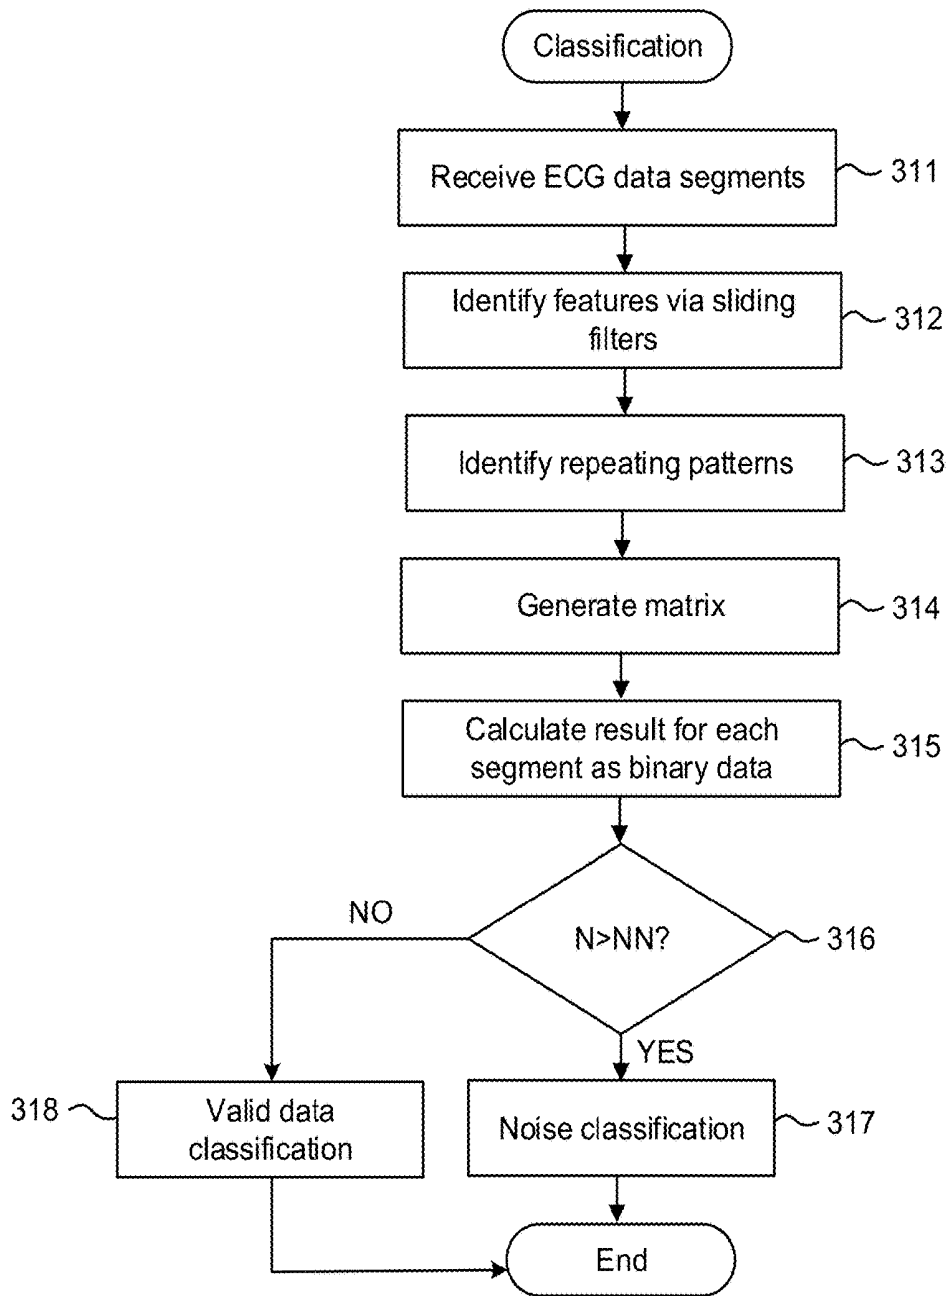 Classification
Receive ECG data segments
311
Identify features via sliding
filters
312
Identify repeating patterns
313
Generate matrix
314
Calculate result for each
segment as binary data
315
N>NN?
316
NO
YES
318
Valid data
classification
Noise classification
317
End